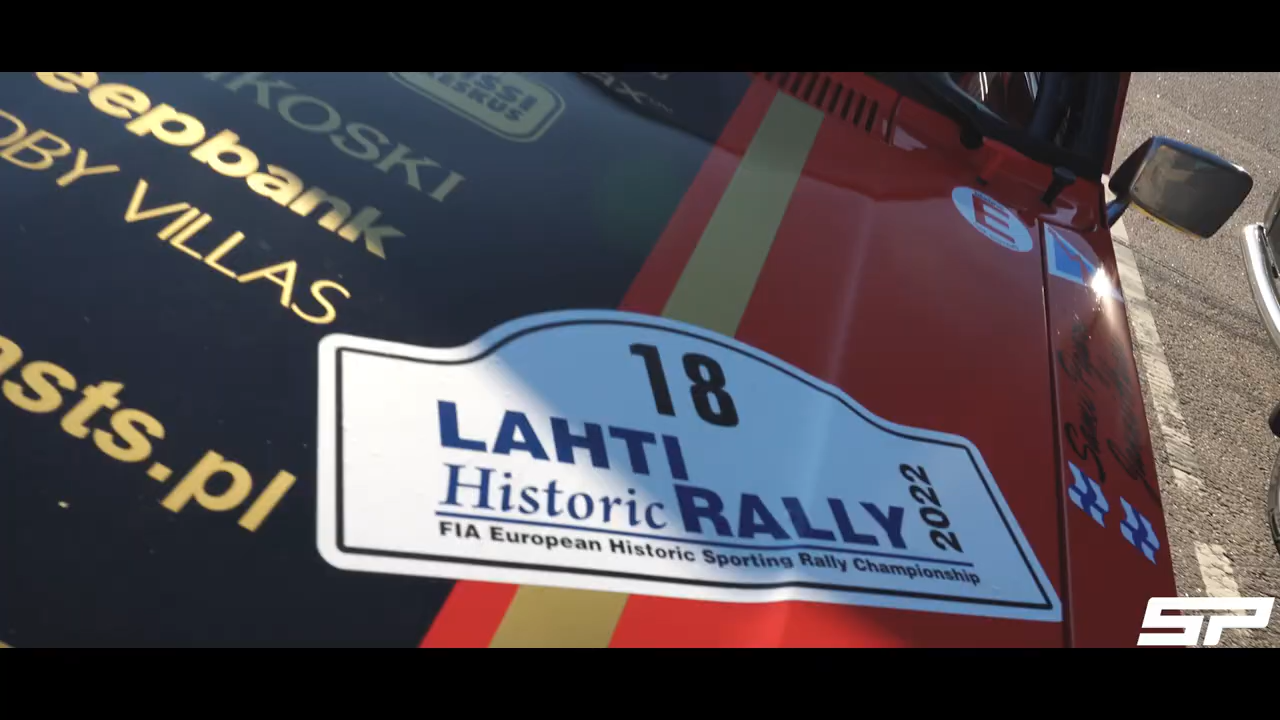 eepbank
KOSKI
OBY VILLAS
asts.pl
E
18
LAHTI
Historic RALLY
2022
FIA European Historic Sporting Rally Championship
SP